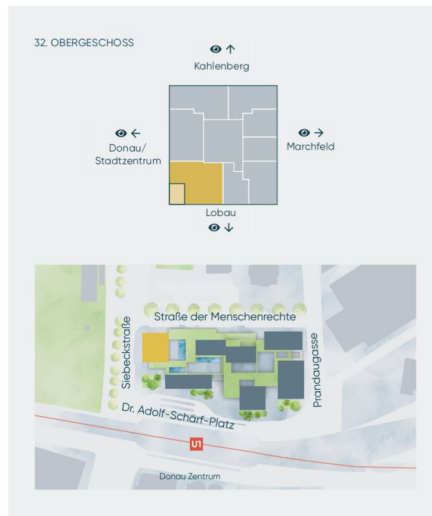 32. OBERGESCHOSS
Kahlenberg
Donau/
Stadtzentrum
Marchfeld
Lobau
Straße der Menschenrechte
Siebeckstraße
Prandaugasse
Dr. Adolf-Schärf-Platz
U1
Donau Zentrum